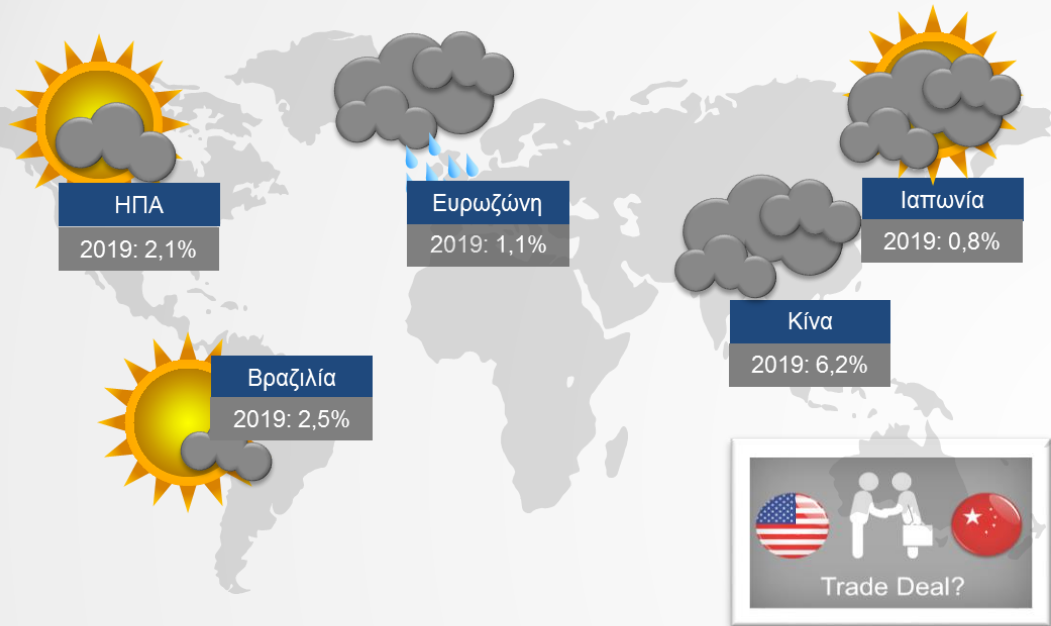 ΗΠΑ
2019: 2,1%
Ευρωζώνη
2019: 1,1%
Ιαπωνία
2019: 0,8%
Κίνα
2019: 6,2%
Βραζιλία
2019: 2,5%
Trade Deal?